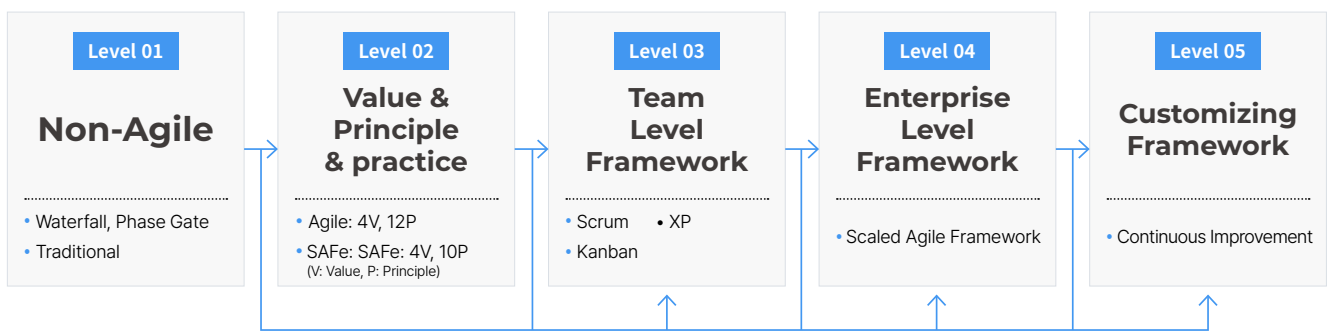 Level 01
Non-Agile
• Waterfall, Phase Gate
• Traditional
Level 02
Value &
Principle
& practice
• Agile: 4V, 12P
• SAFe: SAFe: 4V, 10P
(V: Value, P: Principle)
Level 03
Team
Level
Framework
• Scrum • XP
• Kanban
Level 04
Enterprise
Level
Framework
• Scaled Agile Framework
Level 05
Customizing
Framework
• Continuous Improvement